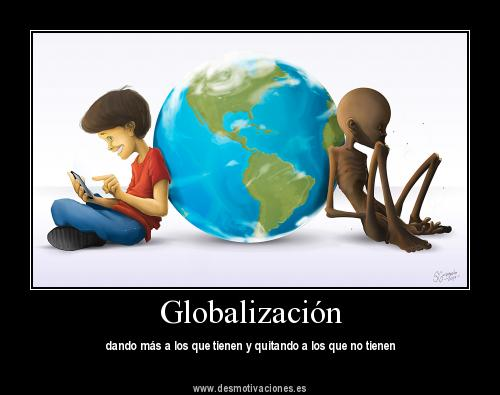 Globalización
dando más a los que tienen y quitando a los que no tienen
www.desmotivaciones.es